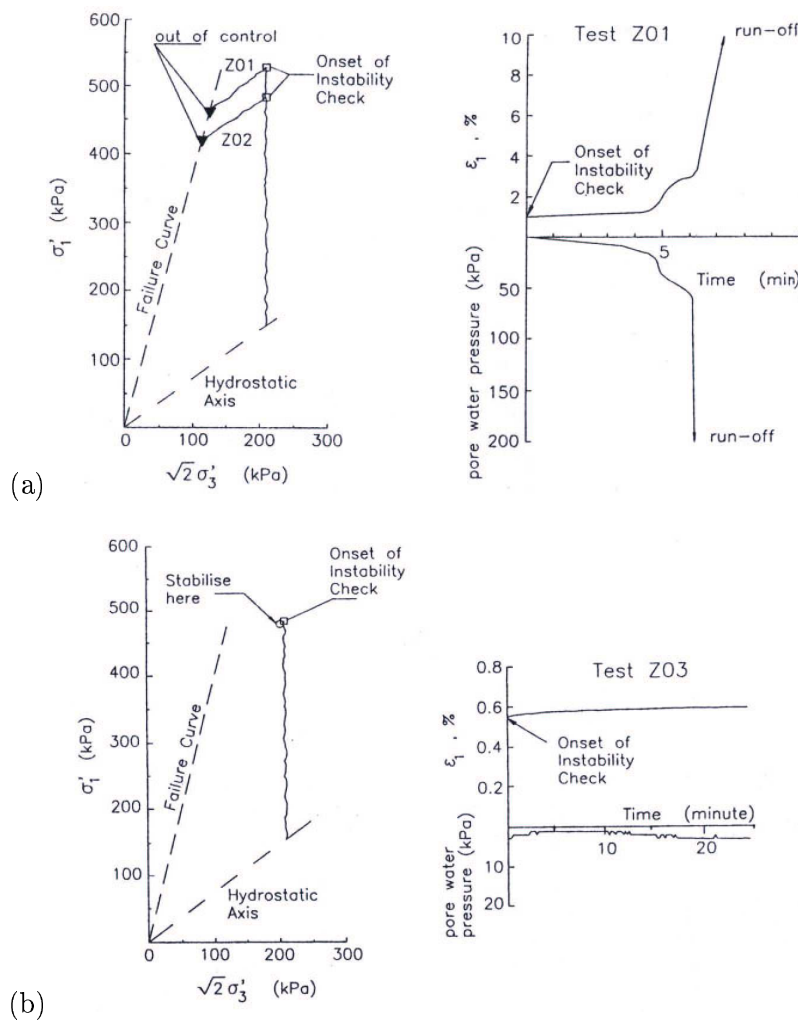 600
out of control
Z01
Onset of
Instability
Check
500
400
Z02
σ′1 (kPa)
300
Failure Curve
200
100
Hydrostatic
Axis
0
100
200
300
√2 σ′3 (kPa)
(a)
10
Test Z01
run-off
8
6
ε1 , %
4
Onset of
Instability
Check
2
5
Time (min)
pore water pressure (kPa)
50
100
150
200
run-off
600
Onset of
Instability
Check
Stabilise
here
500
400
σ′1 (kPa)
300
Failure Curve
200
100
Hydrostatic
Axis
0
100
200
300
√2 σ′3 (kPa)
(b)
0.8
Test Z03
0.6
ε1 , %
0.4
Onset of
Instability
Check
0.2
Time (minute)
10
20
pore water
pressure (kPa)
10
20